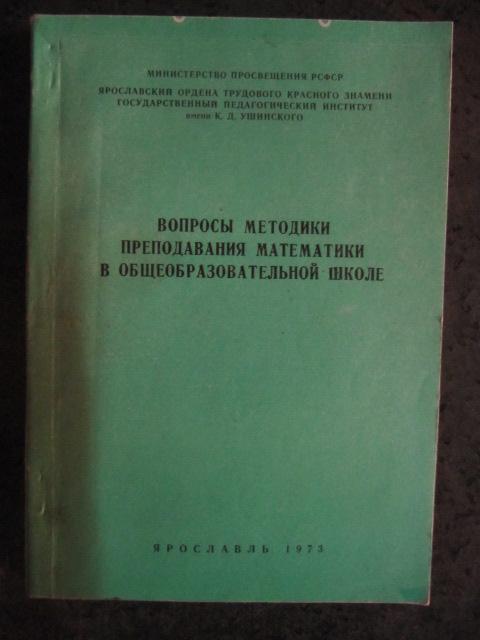 МИНИСТЕРСТВО ПРОСВЕЩЕНИЯ РСФСР
ЯРОСЛАВСКИЙ ОРДЕНА ТРУДОВОГО КРАСНОГО ЗНАМЕНИ
ГОСУДАРСТВЕННЫЙ ПЕДАГОГИЧЕСКИЙ ИНСТИТУТ
имени К. Д. УШИНСКОГО
ВОПРОСЫ МЕТОДИКИ
ПРЕПОДАВАНИЯ МАТЕМАТИКИ
В ОБЩЕОБРАЗОВАТЕЛЬНОЙ ШКОЛЕ
ЯРОСЛАВЛЬ 1973